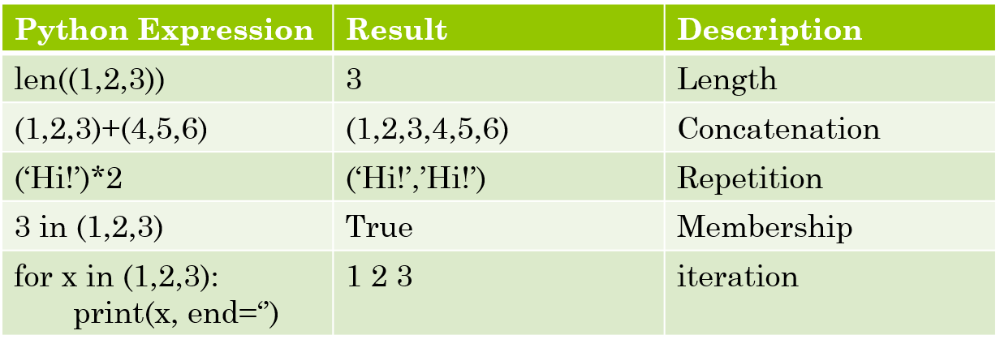 Python Expression Result Description
len((1,2,3)) 3 Length
(1,2,3)+(4,5,6) (1,2,3,4,5,6) Concatenation
(‘Hi!’)*2 (‘Hi!’,’Hi!’) Repetition
3 in (1,2,3) True Membership
for x in (1,2,3): 1 2 3 iteration
print(x, end=‘’)